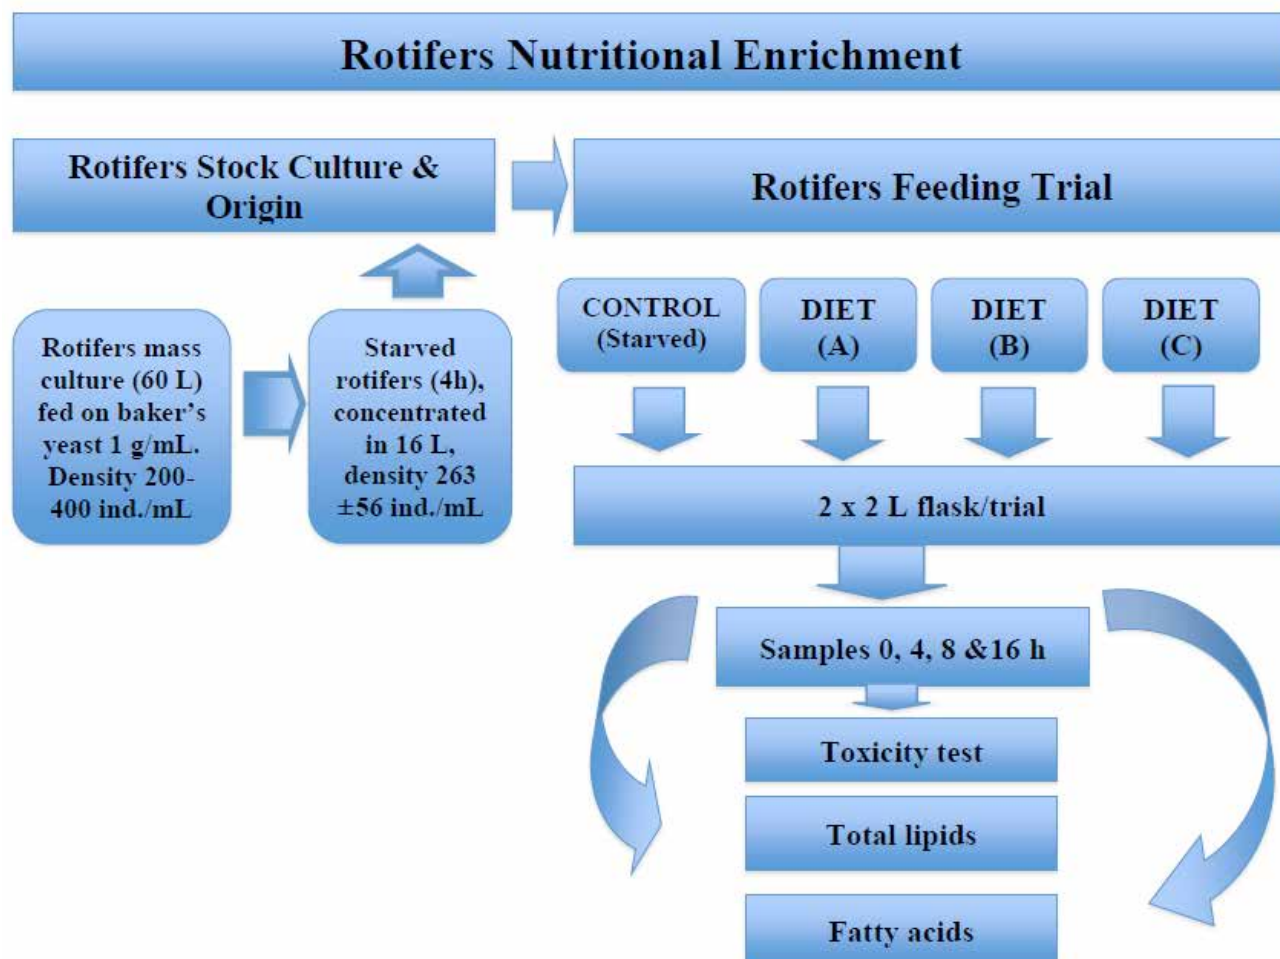 Rotifers Nutritional Enrichment
Rotifers Stock Culture &
Origin
Rotifers Feeding Trial
Rotifers mass
culture (60 L)
fed on baker's
yeast 1 g/mL.
Density 200-
400 ind./mL
Starved
rotifers (4h),
concentrated
in 16 L,
density 263
±56 ind./mL
CONTROL
(Starved)
DIET
(A)
DIET
(B)
DIET
(C)
2 x 2 L flask/trial
Samples 0, 4, 8 &16 h
Toxicity test
Total lipids
Fatty acids